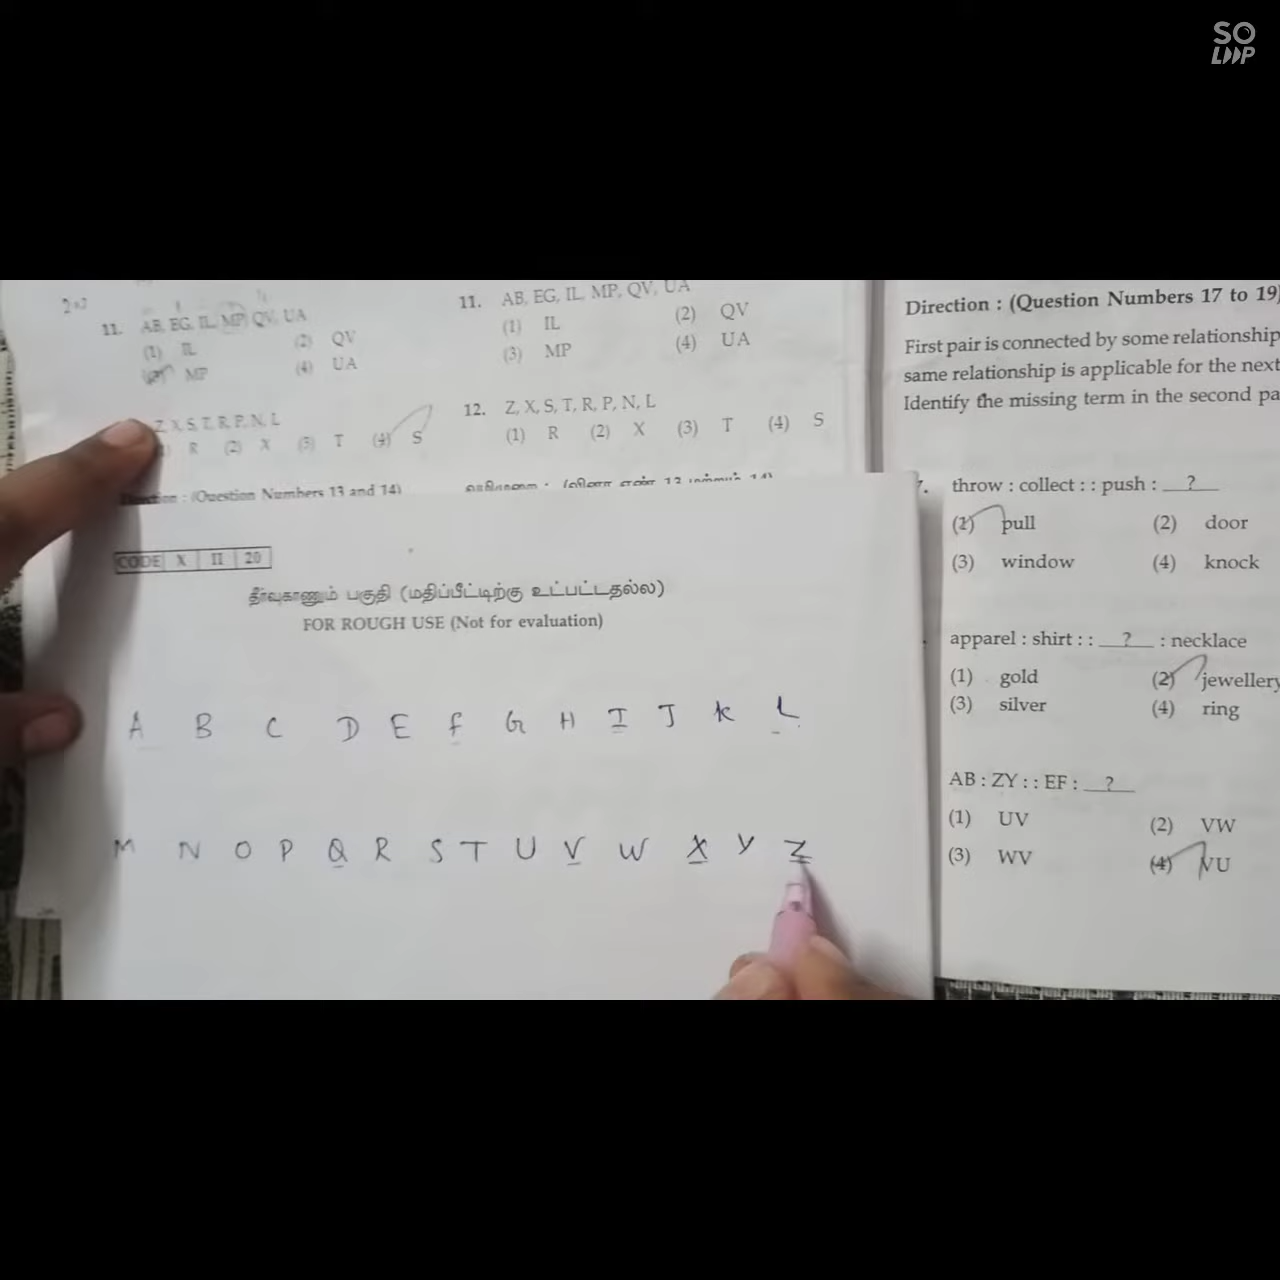 SO
LOOP
2+2
11. AB, EG, IL, MP, QV, UA
(1) IL (2) QV
(3) MP (4) UA
Z, X, S, T, R, P, N, L
R (2) X (3) T (4) S
Direction : (Question Numbers 13 and 14)
11. AB, EG, IL, MP, QV, UA
(1) IL (2) QV
(3) MP (4) UA
12. Z, X, S, T, R, P, N, L
(1) R (2) X (3) T (4) S
CODE X II 20
தீர்வுகாணும் பகுதி (மதிப்பீட்டிற்கு உட்பட்டதல்ல)
FOR ROUGH USE (Not for evaluation)
A B C D E F G H I J K L
M N O P Q R S T U V W X Y Z
Direction : (Question Numbers 17 to 19)
First pair is connected by some relationship
same relationship is applicable for the next
Identify the missing term in the second pa
7. throw : collect : : push : ?
(1) pull (2) door
(3) window (4) knock
apparel : shirt : : ? : necklace
(1) gold (2) jewellery
(3) silver (4) ring
AB : ZY : : EF : ?
(1) UV (2) VW
(3) WV (4) VU